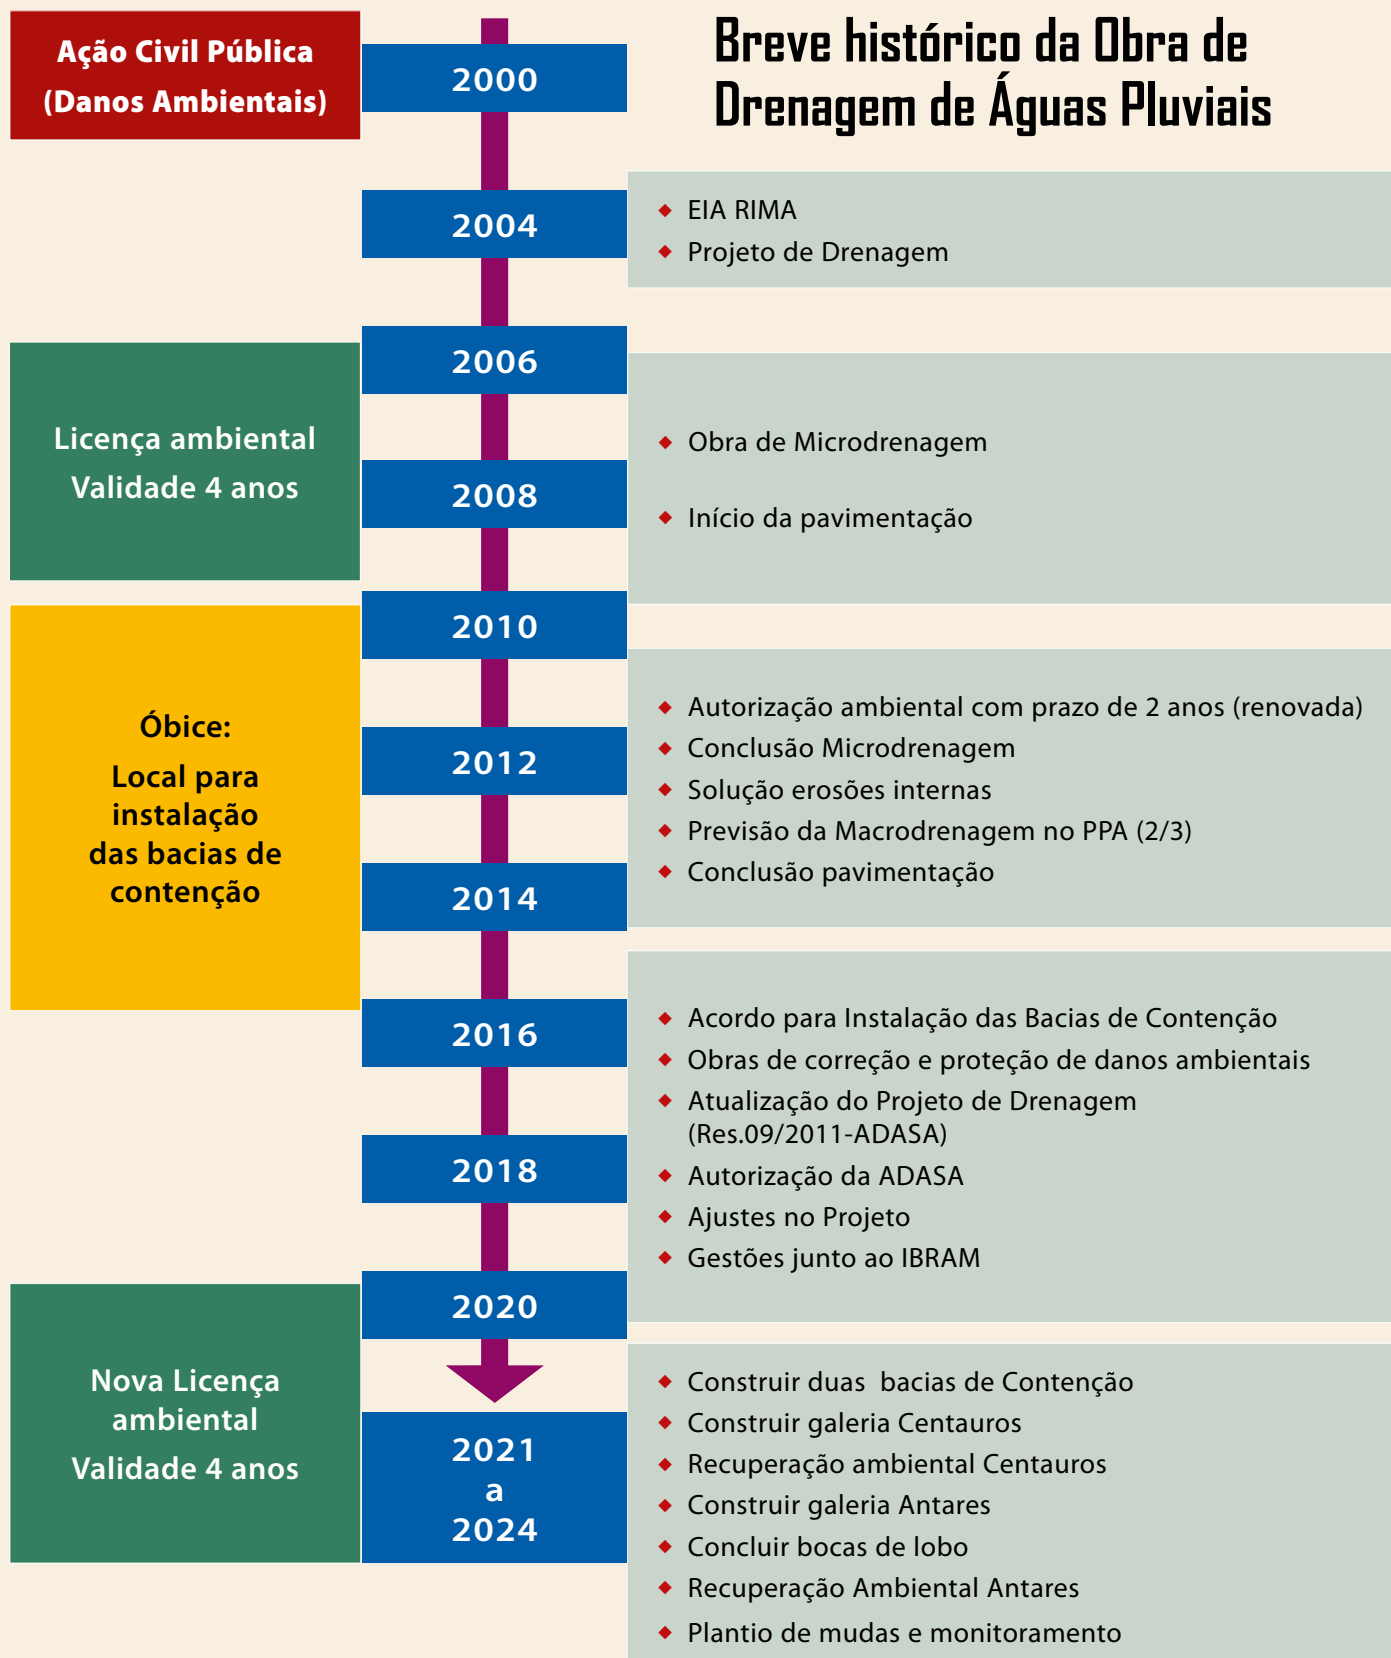 Breve histórico da Obra de
Drenagem de Águas Pluviais
Ação Civil Pública
(Danos Ambientais)
2000
2004
◆ EIA RIMA
◆ Projeto de Drenagem
2006
Licença ambiental
Validade 4 anos
2008
◆ Obra de Microdrenagem
◆ Início da pavimentação
2010
Óbice:
Local para
instalação
das bacias de
contenção
2012
2014
◆ Autorização ambiental com prazo de 2 anos (renovada)
◆ Conclusão Microdrenagem
◆ Solução erosões internas
◆ Previsão da Macrodrenagem no PPA (2/3)
◆ Conclusão pavimentação
2016
2018
2020
◆ Acordo para Instalação das Bacias de Contenção
◆ Obras de correção e proteção de danos ambientais
◆ Atualização do Projeto de Drenagem
(Res.09/2011-ADASA)
◆ Autorização da ADASA
◆ Ajustes no Projeto
◆ Gestões junto ao IBRAM
Nova Licença
ambiental
Validade 4 anos
2021
a
2024
◆ Construir duas bacias de Contenção
◆ Construir galeria Centauros
◆ Recuperação ambiental Centauros
◆ Construir galeria Antares
◆ Concluir bocas de lobo
◆ Recuperação Ambiental Antares
◆ Plantio de mudas e monitoramento